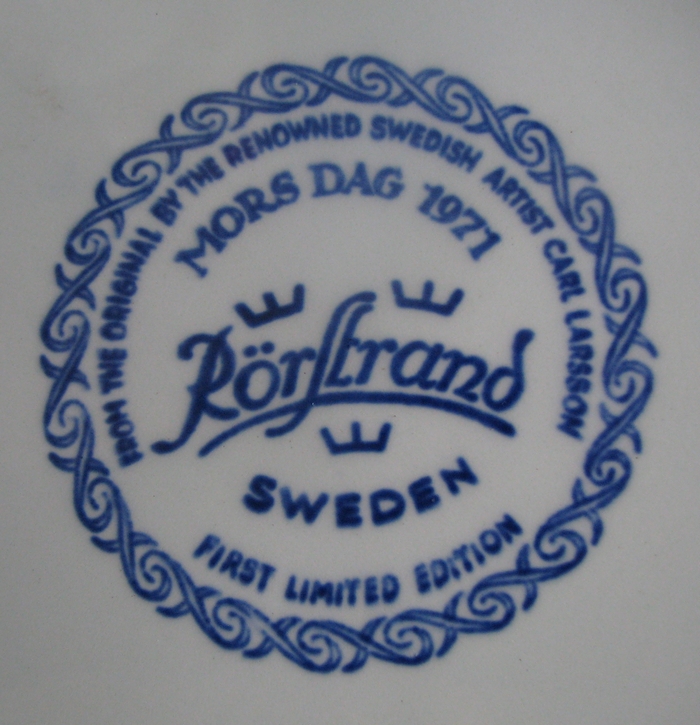 FROM THE ORIGINAL BY THE RENOWNED SWEDISH ARTIST CARL LARSSON
MORS DAG 1971
Rörstrand
SWEDEN
FIRST LIMITED EDITION